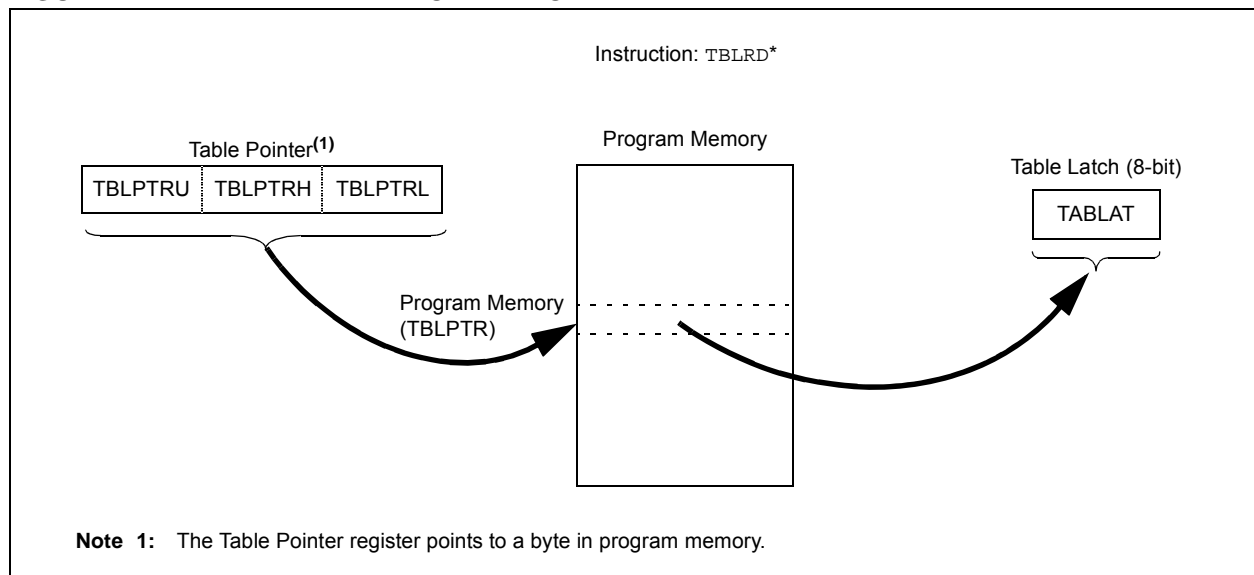 Instruction: TBLRD*
Table Pointer(1)
Program Memory
Table Latch (8-bit)
TBLPTRU TBLPTRH TBLPTRL
TABLAT
Program Memory
(TBLPTR)
Note 1: The Table Pointer register points to a byte in program memory.